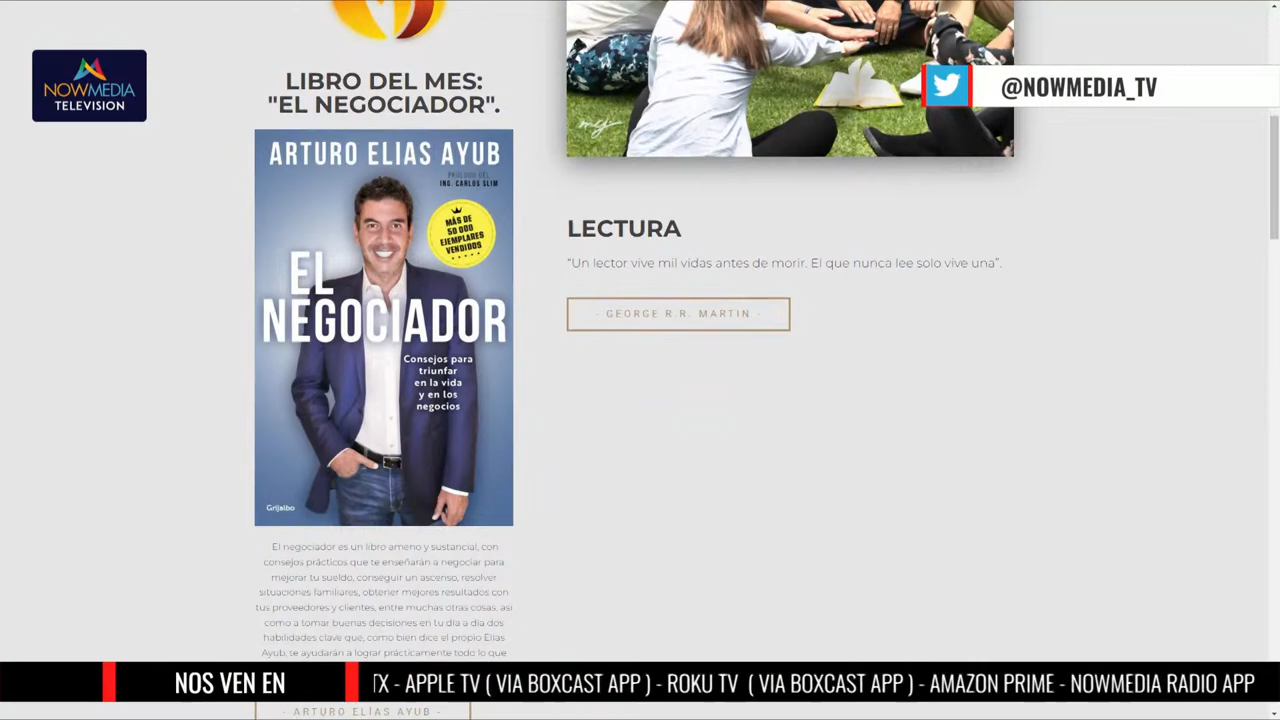 NOWMEDIA
TELEVISION
LIBRO DEL MES:
"EL NEGOCIADOR".
ARTURO ELIAS AYUB
PRÓLOGO DEL
ING. CARLOS SLIM
MÁS DE
50 000
EJEMPLARES
VENDIDOS
EL
NEGOCIADOR
Consejos para
triunfar
en la vida
y en los
negocios
Grijalbo
El negociador es un libro ameno y sustancial, con
consejos prácticos que te enseñarán a negociar para
mejorar tu sueldo, conseguir un ascenso, resolver
situaciones familiares, obtener mejores resultados con
tus proveedores y clientes, entre muchas otras cosas, así
como a tomar buenas decisiones en tu día a día dos
habilidades clave que, como bien dice el propio Elías
Ayub, te ayudarán a lograr prácticamente todo lo que
- ARTURO ELÍAS AYUB -
@NOWMEDIA_TV
LECTURA
“Un lector vive mil vidas antes de morir. El que nunca lee solo vive una”.
- GEORGE R.R. MARTIN -
NOS VEN EN
TX - APPLE TV ( VIA BOXCAST APP ) - ROKU TV ( VIA BOXCAST APP ) - AMAZON PRIME - NOWMEDIA RADIO APP